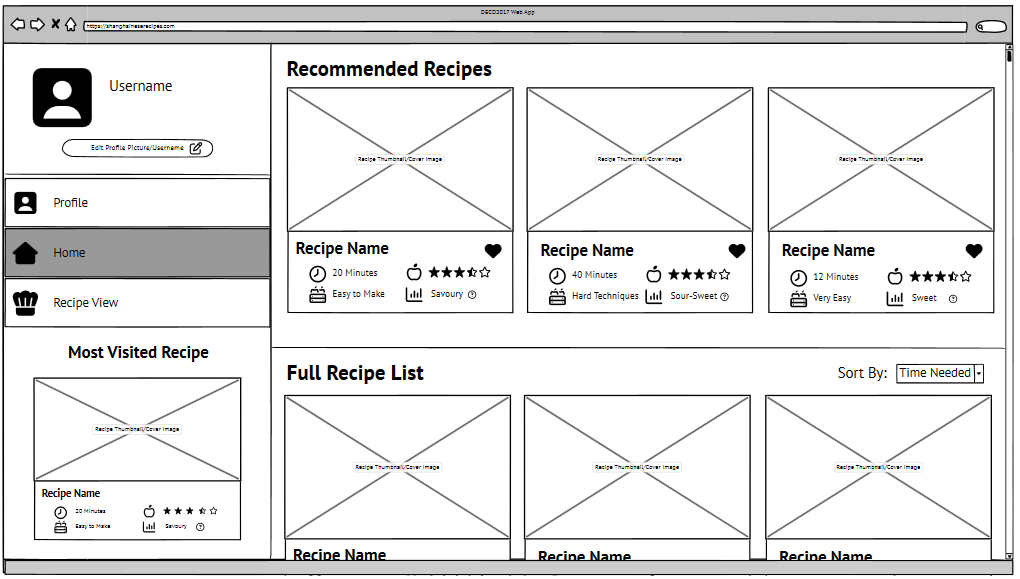 DECO2017 Web App
https://shanghaineserecipes.com
Username
Edit Profile Picture/Username
Profile
Home
Recipe View
Most Visited Recipe
Recipe Thumbnail/Cover Image
Recipe Name
20 Minutes
Easy to Make
Savoury
Recommended Recipes
Recipe Thumbnail/Cover Image
Recipe Name
20 Minutes
Easy to Make
Savoury
Recipe Thumbnail/Cover Image
Recipe Name
40 Minutes
Hard Techniques
Sour-Sweet
Recipe Thumbnail/Cover Image
Recipe Name
12 Minutes
Very Easy
Sweet
Full Recipe List
Sort By:
Time Needed
Recipe Thumbnail/Cover Image
Recipe Name
Recipe Thumbnail/Cover Image
Recipe Name
Recipe Thumbnail/Cover Image
Recipe Name